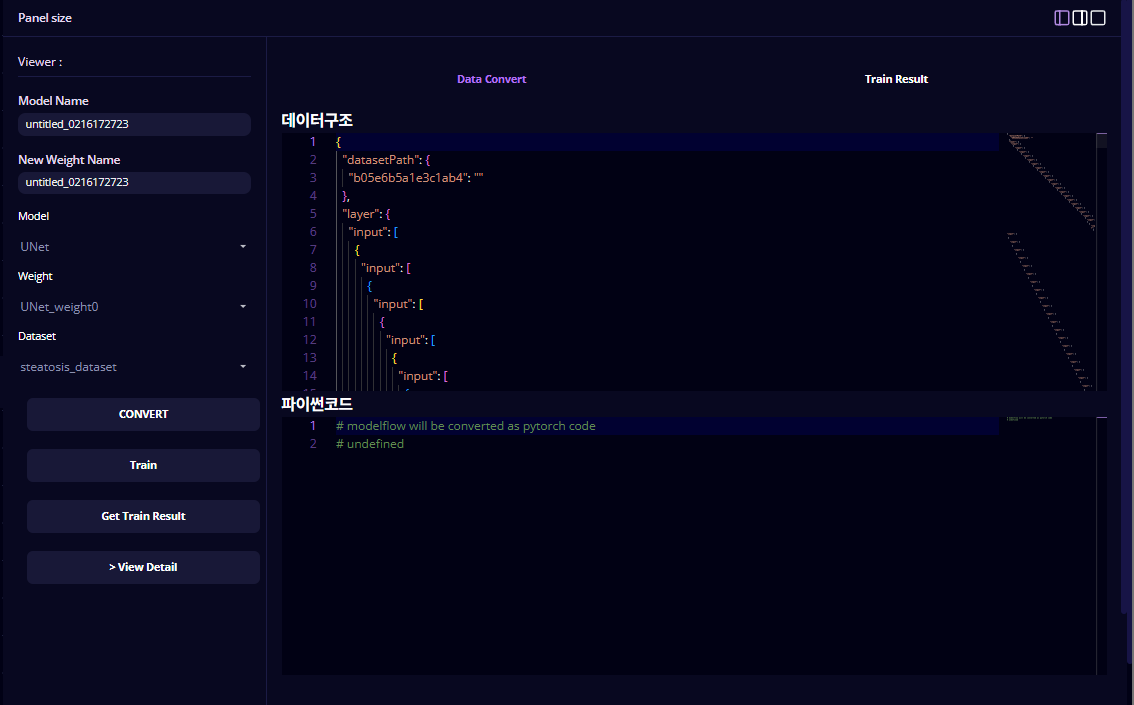 Panel size
Viewer :
Model Name
untitled_0216172723
New Weight Name
untitled_0216172723
Model
UNet
Weight
UNet_weight0
Dataset
steatosis_dataset
CONVERT
Train
Get Train Result
> View Detail
Data Convert
Train Result
데이터구조
1 {
2 "datasetPath": {
3 "b05e6b5a1e3c1ab4": ""
4 },
5 "layer": {
6 "input": [
7 {
8 "input": [
9 {
10 "input": [
11 {
12 "input": [
13 {
14 "input": [
파이썬코드
1 # modelflow will be converted as pytorch code
2 # undefined